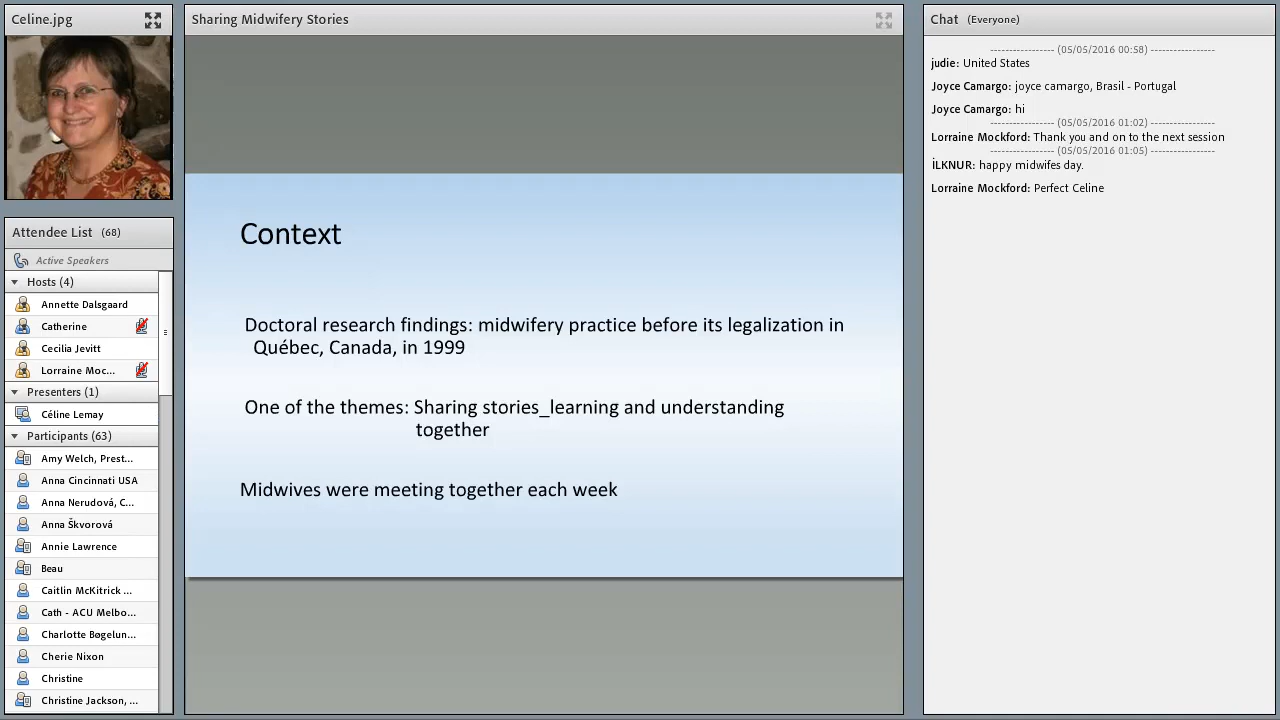 Celine.jpg
Attendee List (68)
Active Speakers
Hosts (4)
Annette Dalsgaard
Catherine
Cecilia Jevitt
Lorraine Moc...
Presenters (1)
Céline Lemay
Participants (63)
Amy Welch, Prest...
Anna Cincinnati USA
Anna Nerudová, C...
Anna Škvorová
Annie Lawrence
Beau
Caitlin McKitrick ...
Cath - ACU Melbo...
Charlotte Bøgelun...
Cherie Nixon
Christine
Christine Jackson, ...
Sharing Midwifery Stories
Context
Doctoral research findings: midwifery practice before its legalization in
Québec, Canada, in 1999
One of the themes: Sharing stories_learning and understanding
together
Midwives were meeting together each week
Chat (Everyone)
----------------- (05/05/2016 00:58) -----------------
judie: United States
Joyce Camargo: joyce camargo, Brasil - Portugal
Joyce Camargo: hi
----------------- (05/05/2016 01:02) -----------------
Lorraine Mockford: Thank you and on to the next session
----------------- (05/05/2016 01:05) -----------------
İLKNUR: happy midwifes day.
Lorraine Mockford: Perfect Celine